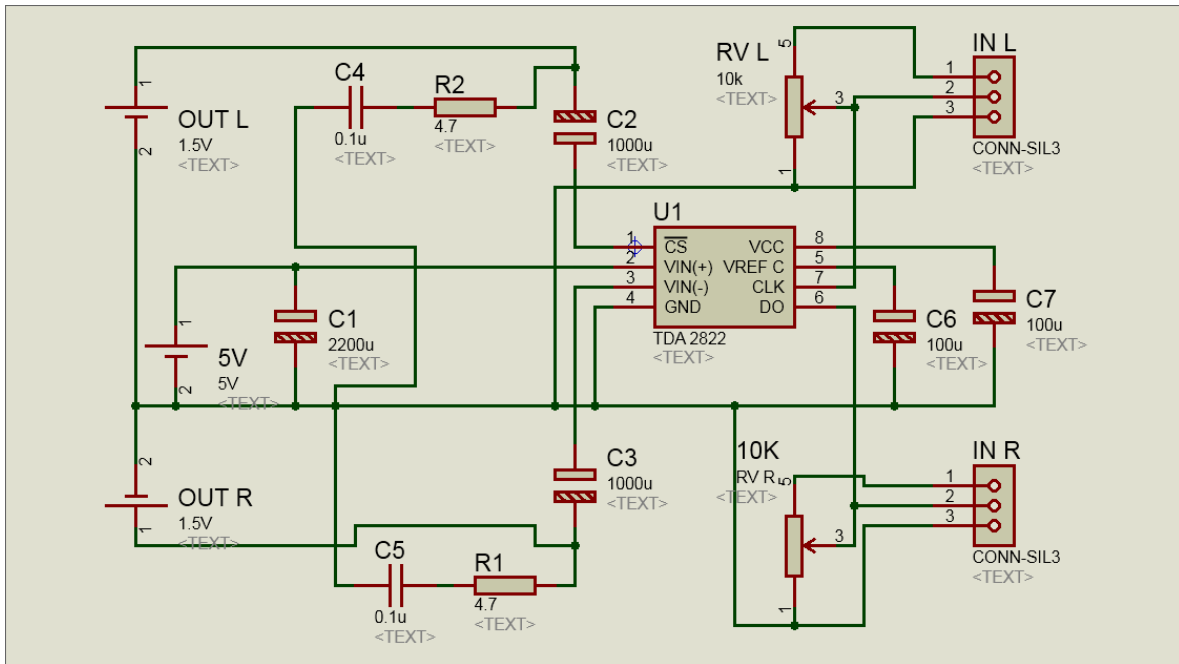 1
OUT L
1.5V
<TEXT>
2
C4
0.1u
<TEXT>
R2
4.7
<TEXT>
C2
1000u
<TEXT>
RV L
10k
<TEXT>
5
3
1
IN L
1
2
3
CONN-SIL3
<TEXT>
U1
1
2
3
4
CS
VIN(+)
VIN(-)
GND
VCC
VREF C
CLK
DO
8
5
7
6
TDA 2822
<TEXT>
C1
2200u
<TEXT>
1
5V
5V
<TEXT>
2
C6
100u
<TEXT>
C7
100u
<TEXT>
2
OUT R
1.5V
<TEXT>
1
C3
1000u
<TEXT>
C5
0.1u
<TEXT>
R1
4.7
<TEXT>
10K
RV R
<TEXT>
5
3
1
IN R
1
2
3
CONN-SIL3
<TEXT>